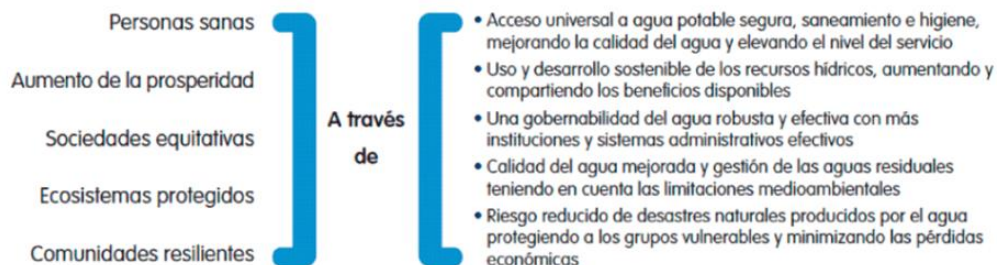 Personas sanas
Aumento de la prosperidad
Sociedades equitativas
Ecosistemas protegidos
Comunidades resilientes
A través
de
• Acceso universal a agua potable segura, saneamiento e higiene,
mejorando la calidad del agua y elevando el nivel del servicio
• Uso y desarrollo sostenible de los recursos hídricos, aumentando y
compartiendo los beneficios disponibles
• Una gobernabilidad del agua robusta y efectiva con más
instituciones y sistemas administrativos efectivos
• Calidad del agua mejorada y gestión de las aguas residuales
teniendo en cuenta las limitaciones medioambientales
• Riesgo reducido de desastres naturales producidos por el agua
protegiendo a los grupos vulnerables y minimizando las pérdidas
económicas